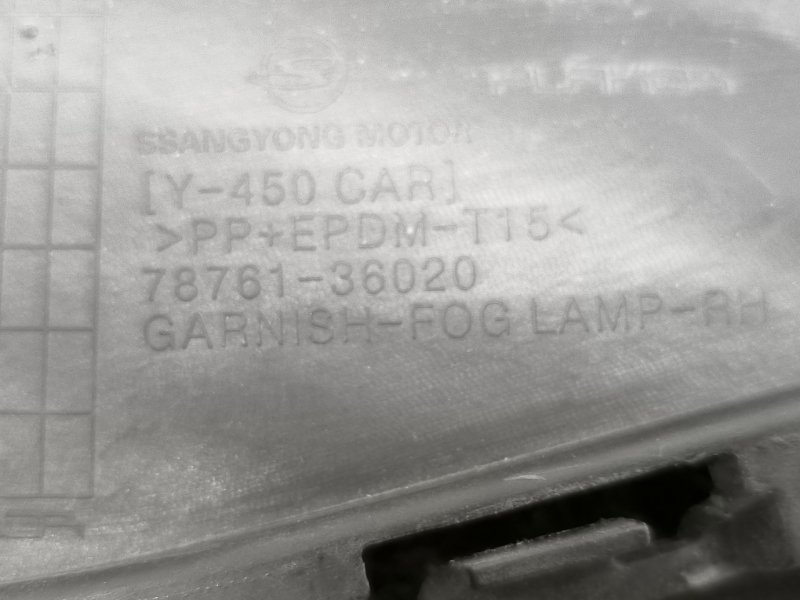 SSANGYONG MOTOR
[Y-450 CAR]
>PP+EPDM-T15<
78761-36020
GARNISH-FOG LAMP-RH